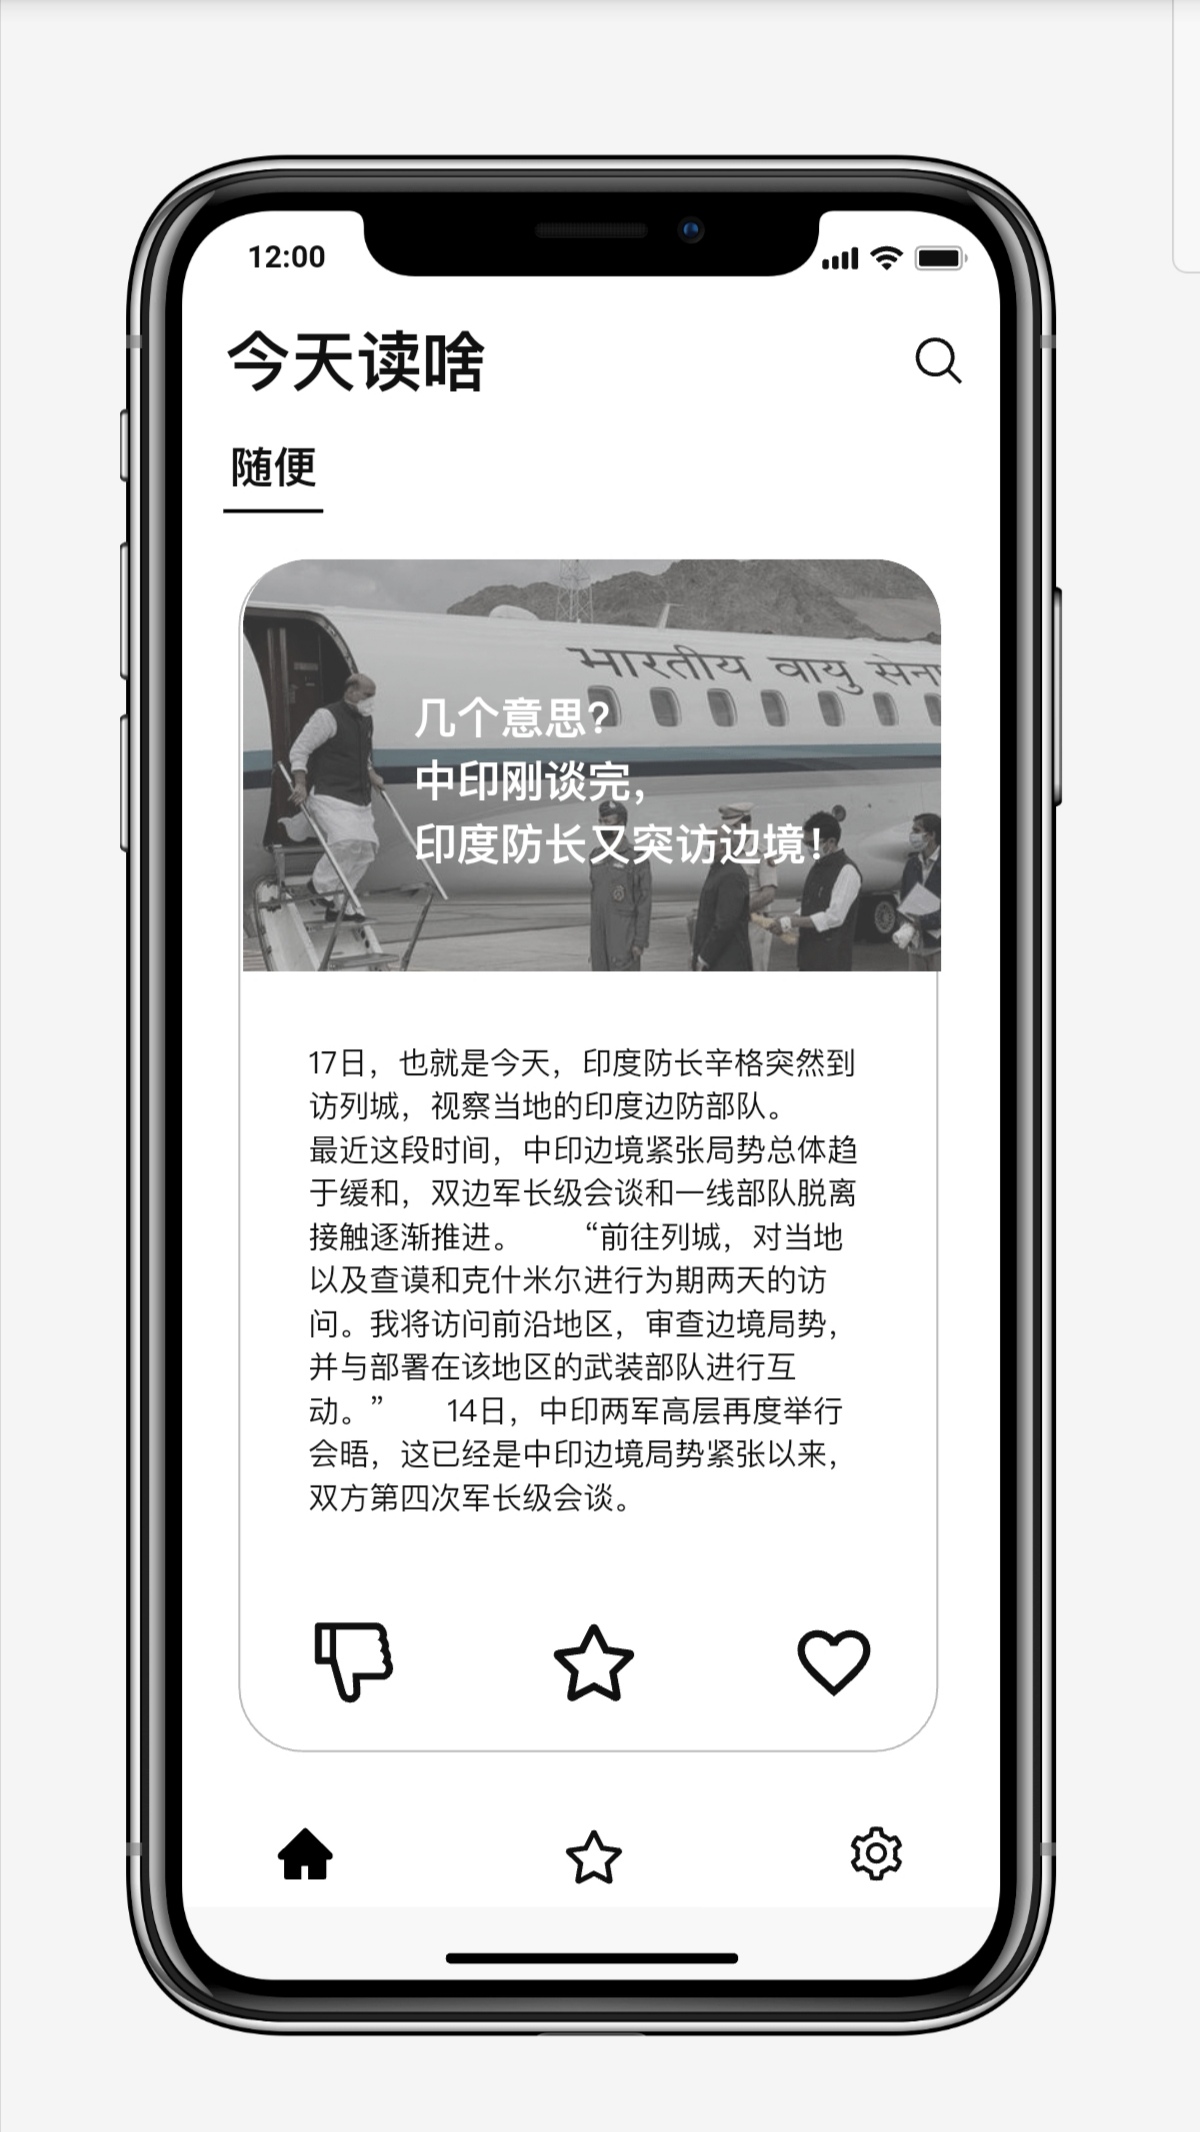 12:00
今天读啥
随便
भारतीय वायु सेना
几个意思？
中印刚谈完，
印度防长又突访边境！
17日，也就是今天，印度防长辛格突然到
访列城，视察当地的印度边防部队。
最近这段时间，中印边境紧张局势总体趋
于缓和，双边军长级会谈和一线部队脱离
接触逐渐推进。　　“前往列城，对当地
以及查谟和克什米尔进行为期两天的访
问。我将访问前沿地区，审查边境局势，
并与部署在该地区的武装部队进行互
动。”　　14日，中印两军高层再度举行
会晤，这已经是中印边境局势紧张以来，
双方第四次军长级会谈。